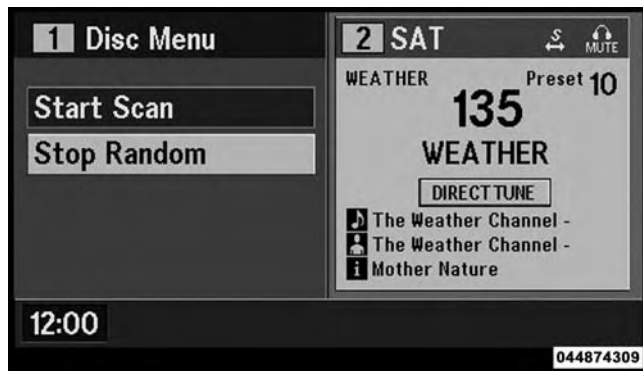 1 Disc Menu
Start Scan
Stop Random
2 SAT S MUTE
WEATHER Preset 10
135
WEATHER
DIRECT TUNE
The Weather Channel -
The Weather Channel -
i Mother Nature
12:00
044874309